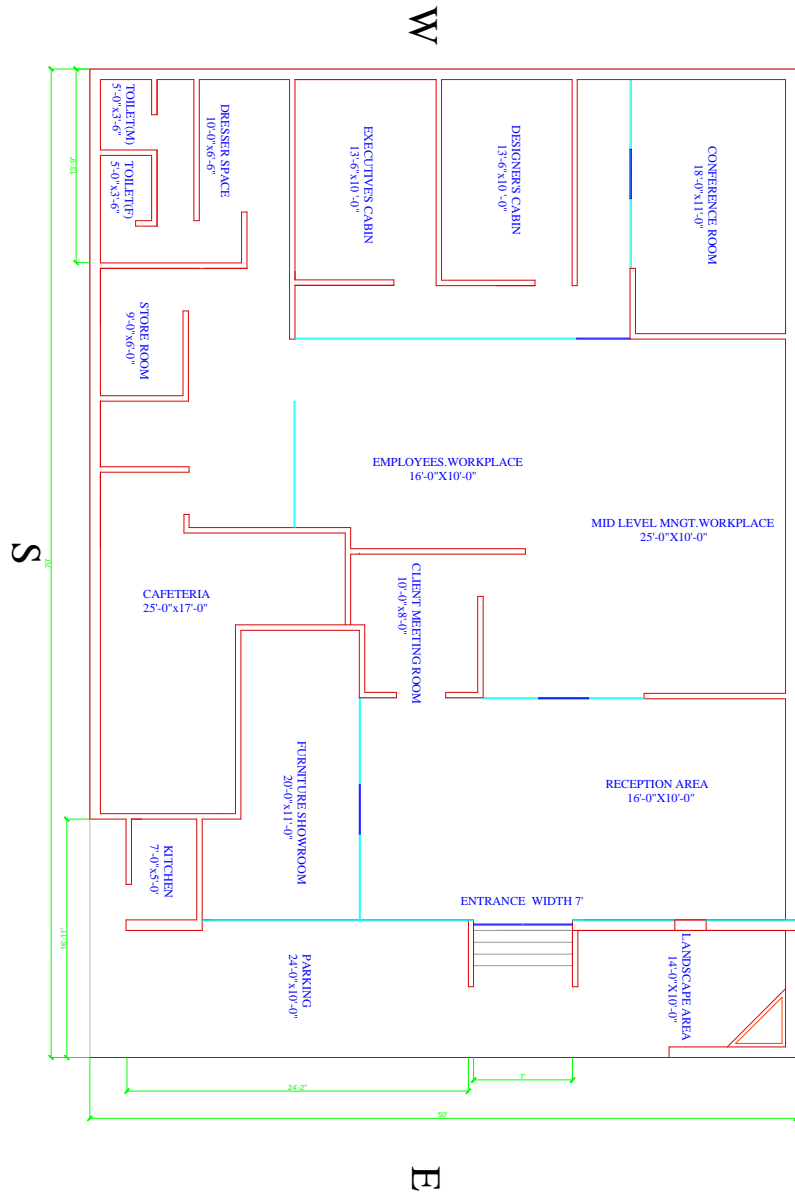 W
TOILET(M)
5'-0"x3'-6"
TOILET(F)
5'-0"x3'-6"
DRESSER SPACE
10'-0"x6'-6"
EXECUTIVE'S CABIN
13'-6"x10 '-0"
DESIGNER'S CABIN
13'-6"x10 '-0"
CONFERENCE ROOM
18'-0"x11'-0"
STORE ROOM
9'-0"x6'-0"
EMPLOYEES.WORKPLACE
16'-0"X10'-0"
MID LEVEL MNGT.WORKPLACE
25'-0"X10'-0"
S
70'
CAFETERIA
25'-0"x17'-0"
CLIENT MEETING ROOM
10'-0"x8'-0"
FURNITURE SHOWROOM
20'-0"x11'-0"
RECEPTION AREA
16'-0"X10'-0"
KITCHEN
7'-0"x5'-0'
ENTRANCE WIDTH 7'
16'-11"
PARKING
24'-0"x10'-0"
LANDSCAPE AREA
14'-0"X10'-0"
24'-2"
7'
50'
E